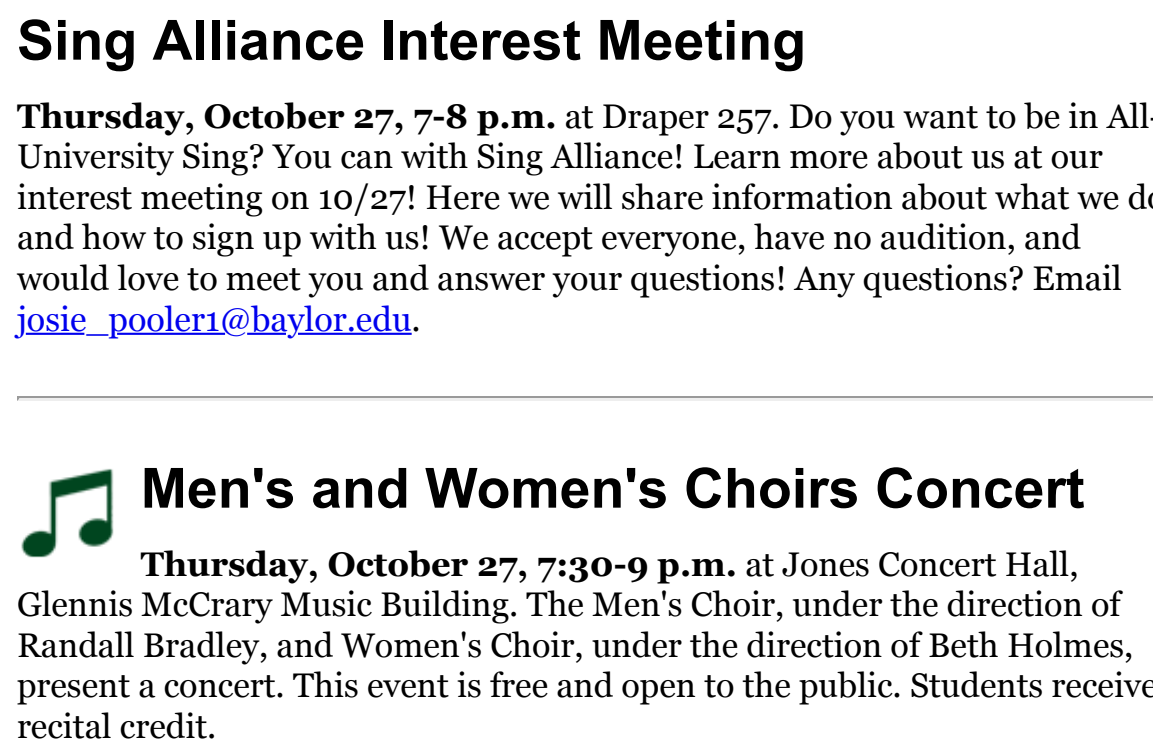 Sing Alliance Interest Meeting
Thursday, October 27, 7-8 p.m. at Draper 257. Do you want to be in All-
University Sing? You can with Sing Alliance! Learn more about us at our
interest meeting on 10/27! Here we will share information about what we do
and how to sign up with us! We accept everyone, have no audition, and
would love to meet you and answer your questions! Any questions? Email
josie_pooler1@baylor.edu.
Men's and Women's Choirs Concert
Thursday, October 27, 7:30-9 p.m. at Jones Concert Hall,
Glennis McCrary Music Building. The Men's Choir, under the direction of
Randall Bradley, and Women's Choir, under the direction of Beth Holmes,
present a concert. This event is free and open to the public. Students receive
recital credit.